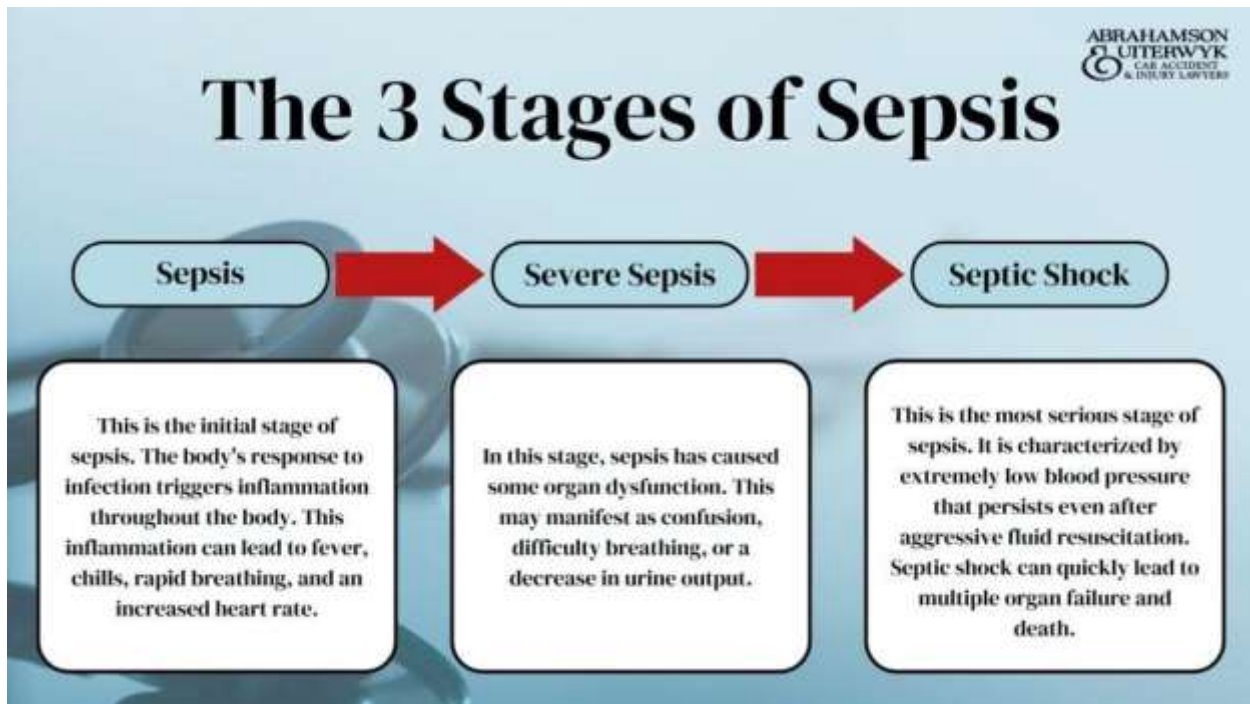 ABRAHAMSON
& UITERWYK
CAR ACCIDENT
& INJURY LAWYERS
The 3 Stages of Sepsis
Sepsis
Severe Sepsis
Septic Shock
This is the initial stage of
sepsis. The body's response to
infection triggers inflammation
throughout the body. This
inflammation can lead to fever,
chills, rapid breathing, and an
increased heart rate.
In this stage, sepsis has caused
some organ dysfunction. This
may manifest as confusion,
difficulty breathing, or a
decrease in urine output.
This is the most serious stage of
sepsis. It is characterized by
extremely low blood pressure
that persists even after
aggressive fluid resuscitation.
Septic shock can quickly lead to
multiple organ failure and
death.